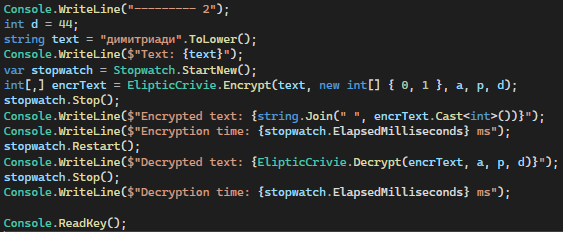 Console.WriteLine("--------- 2");
int d = 44;
string text = "димитриади".ToLower();
Console.WriteLine($"Text: {text}");
var stopwatch = Stopwatch.StartNew();
int[,] encrText = ElipticCrivie.Encrypt(text, new int[] { 0, 1 }, a, p, d);
stopwatch.Stop();
Console.WriteLine($"Encrypted text: {string.Join(" ", encrText.Cast<int>())}");
Console.WriteLine($"Encryption time: {stopwatch.ElapsedMilliseconds} ms");
stopwatch.Restart();
Console.WriteLine($"Decrypted text: {ElipticCrivie.Decrypt(encrText, a, p, d)}");
stopwatch.Stop();
Console.WriteLine($"Decryption time: {stopwatch.ElapsedMilliseconds} ms");
Console.ReadKey();